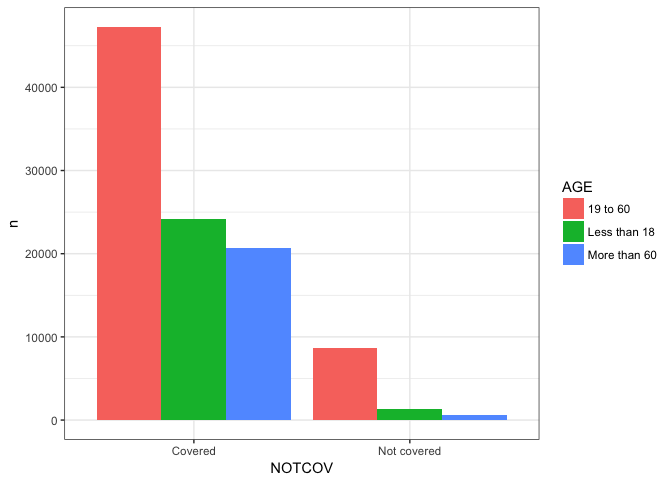 n
40000
30000
20000
10000
0
Covered
Not covered
NOTCOV
AGE
19 to 60
Less than 18
More than 60